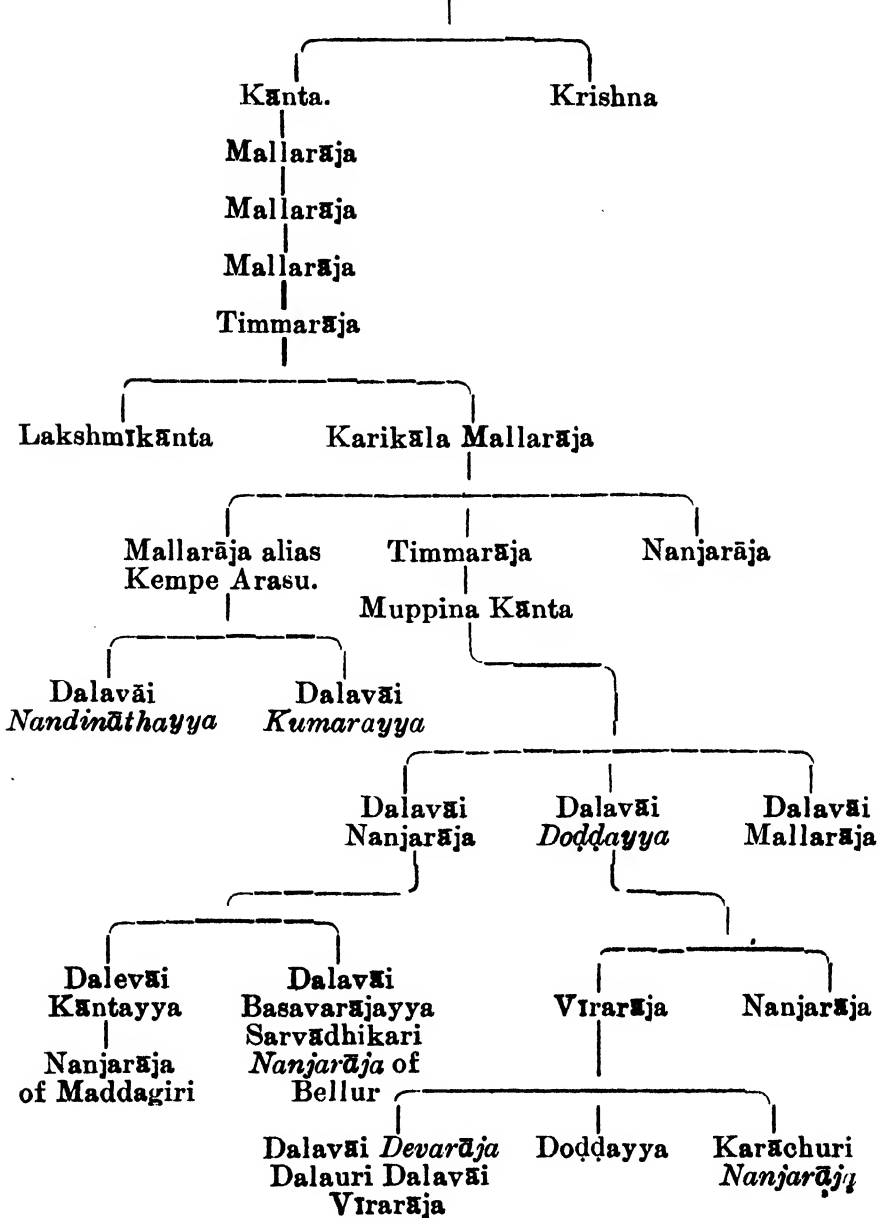 Kānta. Krishna
Mallarāja
Mallarāja
Mallarāja
Timmarāja
Lakshmīkānta Karikāla Mallarāja
Mallarāja alias Timmarāja Nanjarāja
Kempe Arasu.
Muppina Kānta
Dalavāi Dalavāi
Nandināthayya Kumarayya
Dalavāi Dalavāi Dalavāi
Nanjarāja Doḍḍayya Mallarāja
Dalevāi Dalavāi
Kāntayya Basavarājayya Vīrarāja Nanjarāja
Sarvādhikari
Nanjarāja Nanjarāja of
of Maddagiri Bellur
Dalavāi Devarāja Doḍḍayya Karāchuri
Dalauri Dalavāi Nanjarāja
Vīrarāja